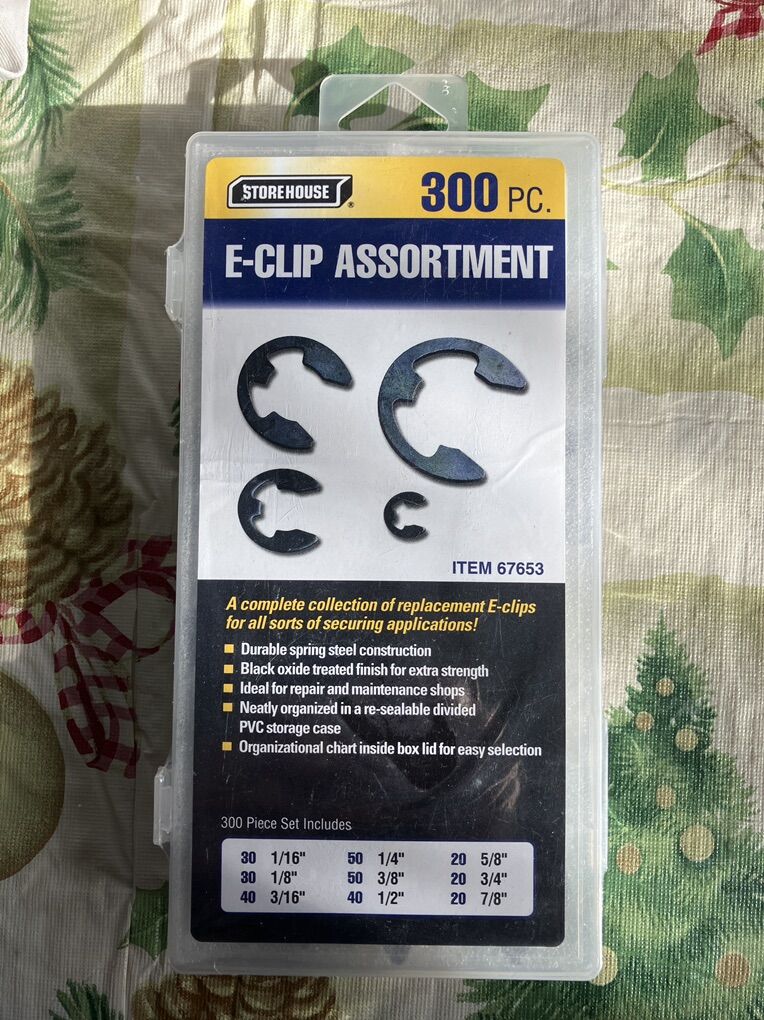 STOREHOUSE®
300 PC.
E-CLIP ASSORTMENT
ITEM 67653
A complete collection of replacement E-clips
for all sorts of securing applications!
Durable spring steel construction
Black oxide treated finish for extra strength
Ideal for repair and maintenance shops
Neatly organized in a re-sealable divided
PVC storage case
Organizational chart inside box lid for easy selection
300 Piece Set Includes
30 1/16" 50 1/4" 20 5/8"
30 1/8" 50 3/8" 20 3/4"
40 3/16" 40 1/2" 20 7/8"